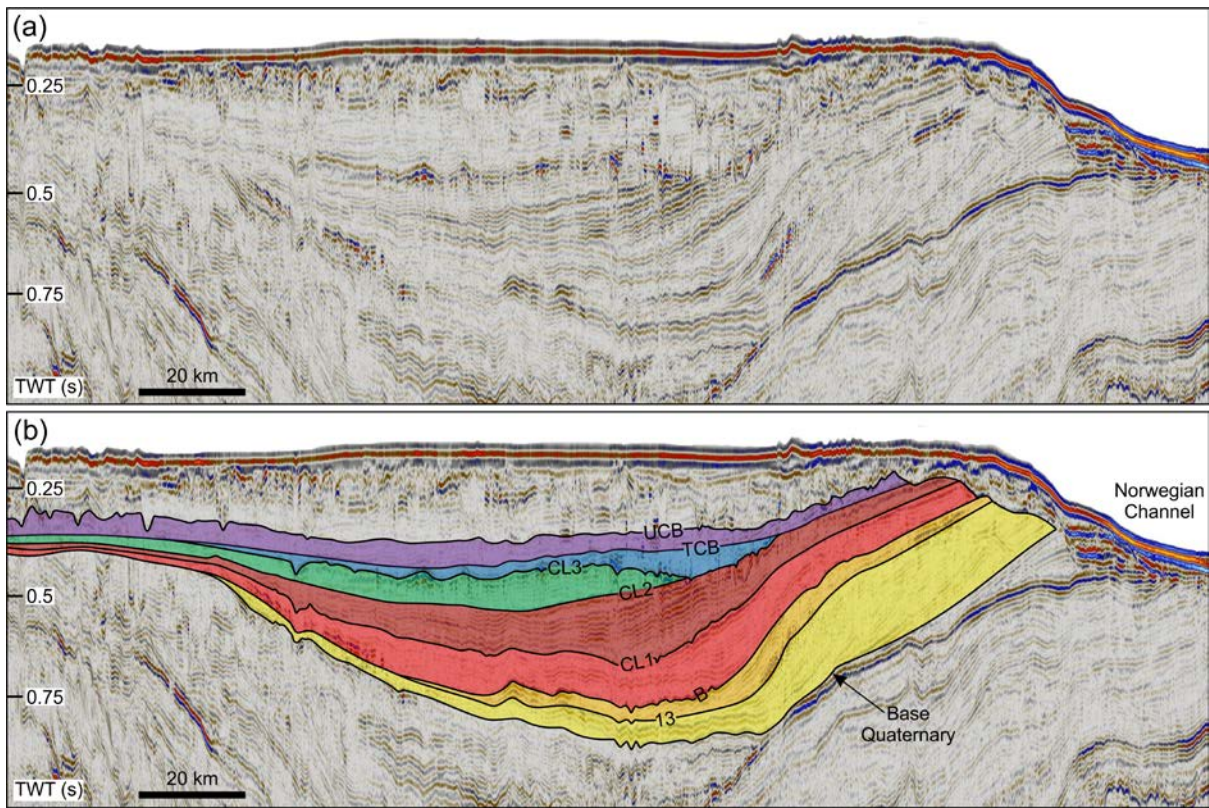 (a)
0.25
0.5
0.75
TWT (s)
20 km
(b)
0.25
Norwegian
Channel
UCB
TCB
CL3
CL2
0.5
CL1
B
0.75
13
Base
Quaternary
TWT (s)
20 km